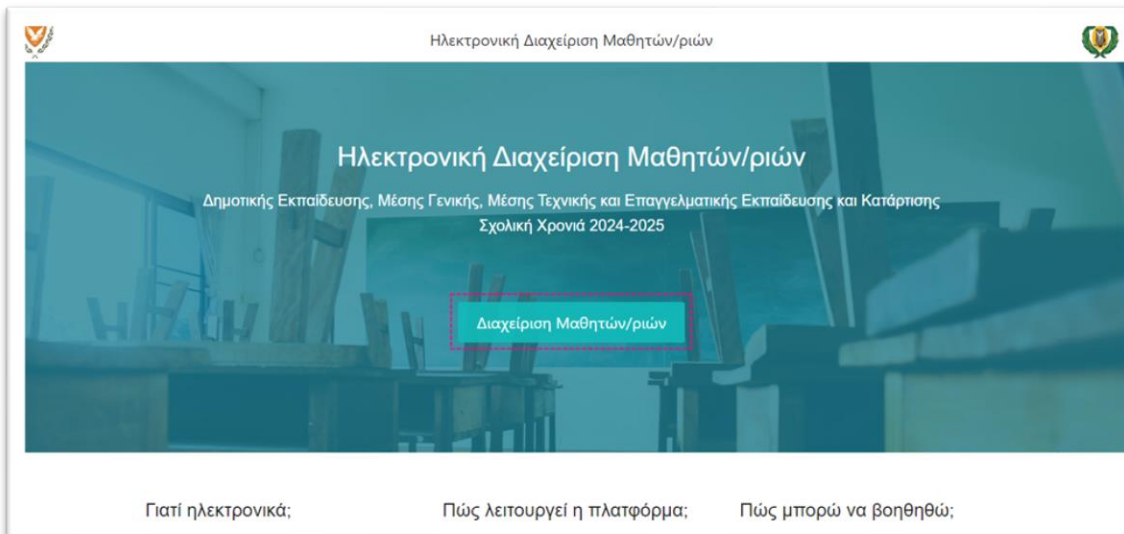 Ηλεκτρονική Διαχείριση Μαθητών/ριών
Ηλεκτρονική Διαχείριση Μαθητών/ριών
Δημοτικής Εκπαίδευσης, Μέσης Γενικής, Μέσης Τεχνικής και Επαγγελματικής Εκπαίδευσης και Κατάρτισης
Σχολική Χρονιά 2024-2025
Διαχείριση Μαθητών/ριών
Γιατί ηλεκτρονικά;
Πώς λειτουργεί η πλατφόρμα;
Πώς μπορώ να βοηθηθώ;